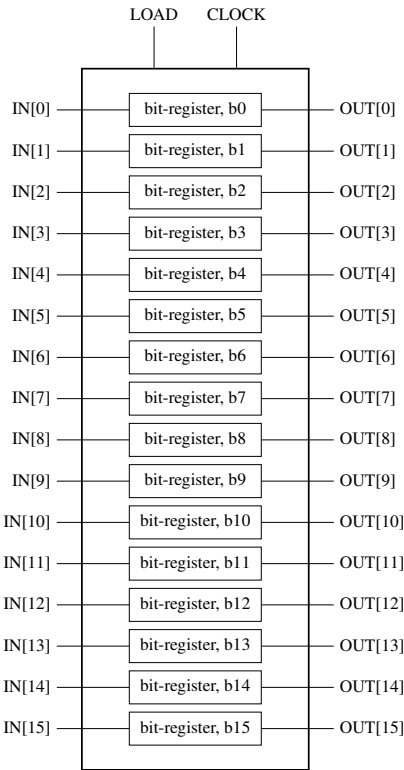 LOAD CLOCK
IN[0] bit-register, b0 OUT[0]
IN[1] bit-register, b1 OUT[1]
IN[2] bit-register, b2 OUT[2]
IN[3] bit-register, b3 OUT[3]
IN[4] bit-register, b4 OUT[4]
IN[5] bit-register, b5 OUT[5]
IN[6] bit-register, b6 OUT[6]
IN[7] bit-register, b7 OUT[7]
IN[8] bit-register, b8 OUT[8]
IN[9] bit-register, b9 OUT[9]
IN[10] bit-register, b10 OUT[10]
IN[11] bit-register, b11 OUT[11]
IN[12] bit-register, b12 OUT[12]
IN[13] bit-register, b13 OUT[13]
IN[14] bit-register, b14 OUT[14]
IN[15] bit-register, b15 OUT[15]